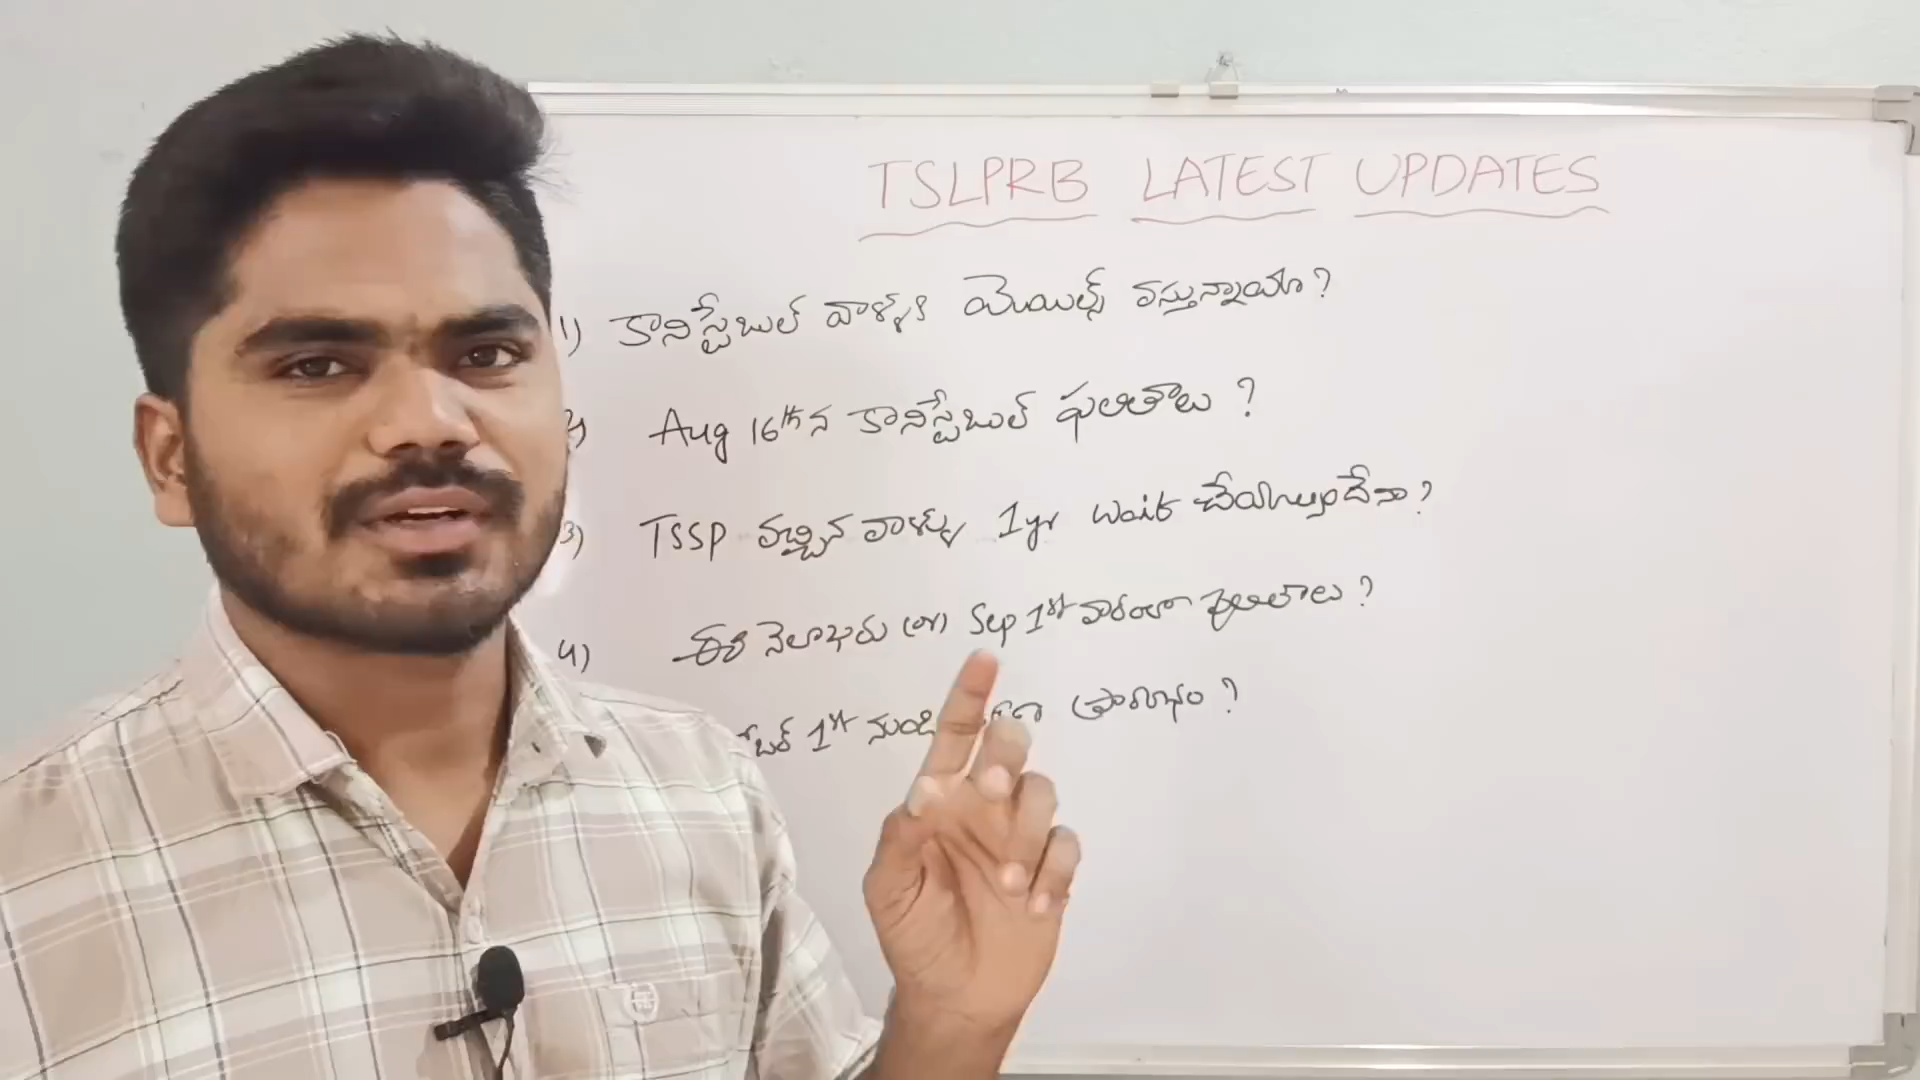 TSLPRB LATEST UPDATES
1) కానిస్టేబుల్ వాళ్ళకి మెయిల్స్ వస్తున్నాయా?
2) Aug 16th న కానిస్టేబుల్ ఫలితాలు ?
3) TSSP వచ్చిన వాళ్ళు 1yr wait చేయాల్సిందేనా?
4) ఈ నెలాఖరు (or) Sep 1st వారంలో ఫలితాలు ?
1st నుండి ప్రారంభం ?